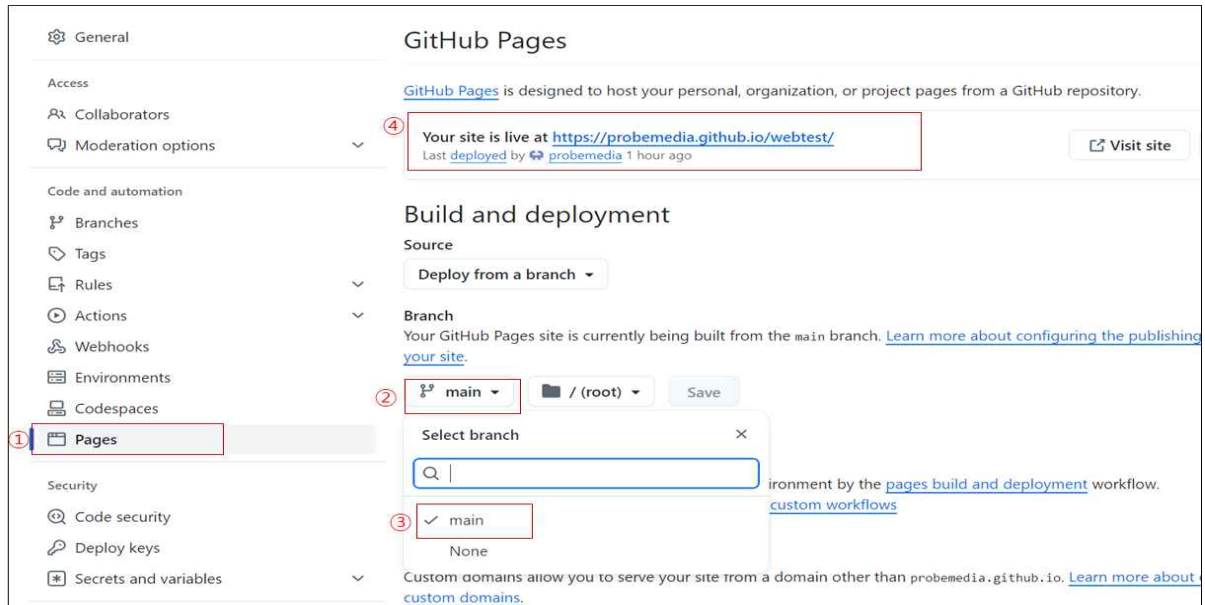 General
Access
Collaborators
Moderation options
Code and automation
Branches
Tags
Rules
Actions
Webhooks
Environments
Codespaces
① Pages
Security
Code security
Deploy keys
Secrets and variables
GitHub Pages
GitHub Pages is designed to host your personal, organization, or project pages from a GitHub repository.
④ Your site is live at https://probemedia.github.io/webtest/
Last deployed by probemedia 1 hour ago
Visit site
Build and deployment
Source
Deploy from a branch
Branch
Your GitHub Pages site is currently being built from the main branch. Learn more about configuring the publishing
your site.
② main / (root) Save
Select branch
③ main
None
ironment by the pages build and deployment workflow.
custom workflows
Custom domains allow you to serve your site from a domain other than probemedia.github.io. Learn more about
custom domains.